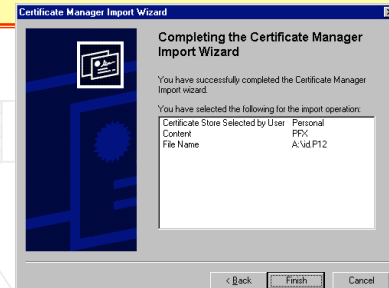 Certificate Manager Import Wizard
Completing the Certificate Manager
Import Wizard
You have successfully completed the Certificate Manager
Import wizard.
You have selected the following for the import operation:
Certificate Store Selected by User Personal
Content PFX
File Name A:\id.P12
< Back Finish Cancel